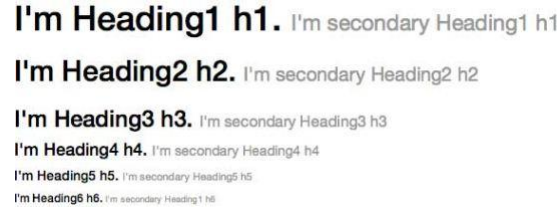 I'm Heading1 h1. I'm secondary Heading1 h1
I'm Heading2 h2. I'm secondary Heading2 h2
I'm Heading3 h3. I'm secondary Heading3 h3
I'm Heading4 h4. I'm secondary Heading4 h4
I'm Heading5 h5. I'm secondary Heading5 h5
I'm Heading6 h6. I'm secondary Heading1 h6